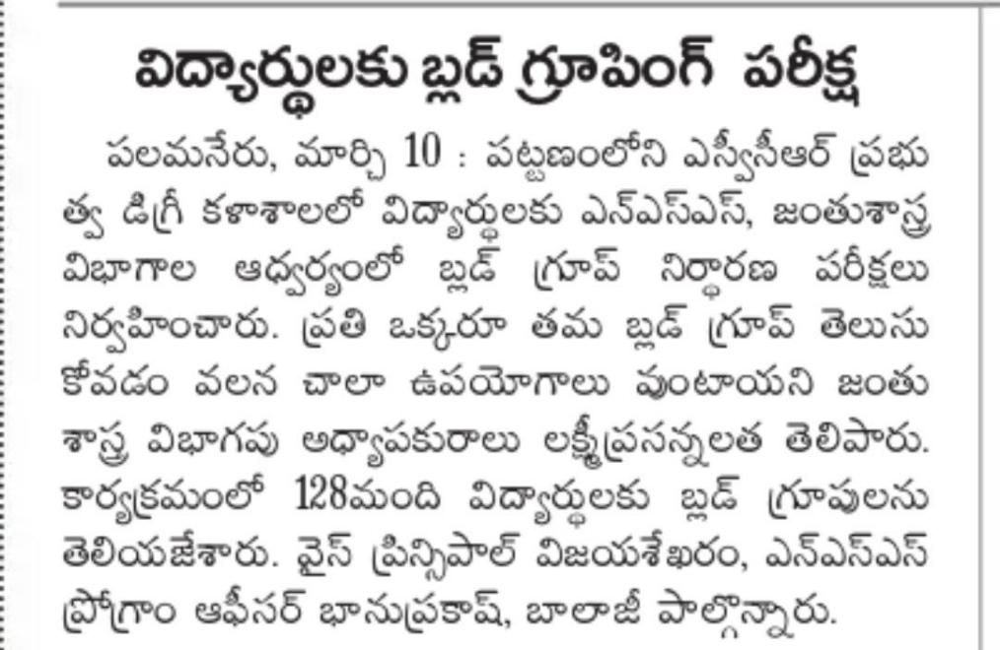 విద్యార్థులకు బ్లడ్ గ్రూపింగ్ పరీక్ష
పలమనేరు, మార్చి 10 : పట్టణంలోని ఎస్వీసీఆర్ ప్రభు
త్వ డిగ్రీ కళాశాలలో విద్యార్థులకు ఎన్ఎస్ఎస్, జంతుశాస్త్ర
విభాగాల ఆధ్వర్యంలో బ్లడ్ గ్రూప్ నిర్ధారణ పరీక్షలు
నిర్వహించారు. ప్రతి ఒక్కరూ తమ బ్లడ్ గ్రూప్ తెలుసు
కోవడం వలన చాలా ఉపయోగాలు వుంటాయని జంతు
శాస్త్ర విభాగపు అధ్యాపకురాలు లక్ష్మీప్రసన్నలత తెలిపారు.
కార్యక్రమంలో 128మంది విద్యార్థులకు బ్లడ్ గ్రూపులను
తెలియజేశారు. వైస్ ప్రిన్సిపాల్ విజయశేఖరం, ఎన్ఎస్ఎస్
ప్రోగ్రాం ఆఫీసర్ భానుప్రకాష్, బాలాజీ పాల్గొన్నారు.